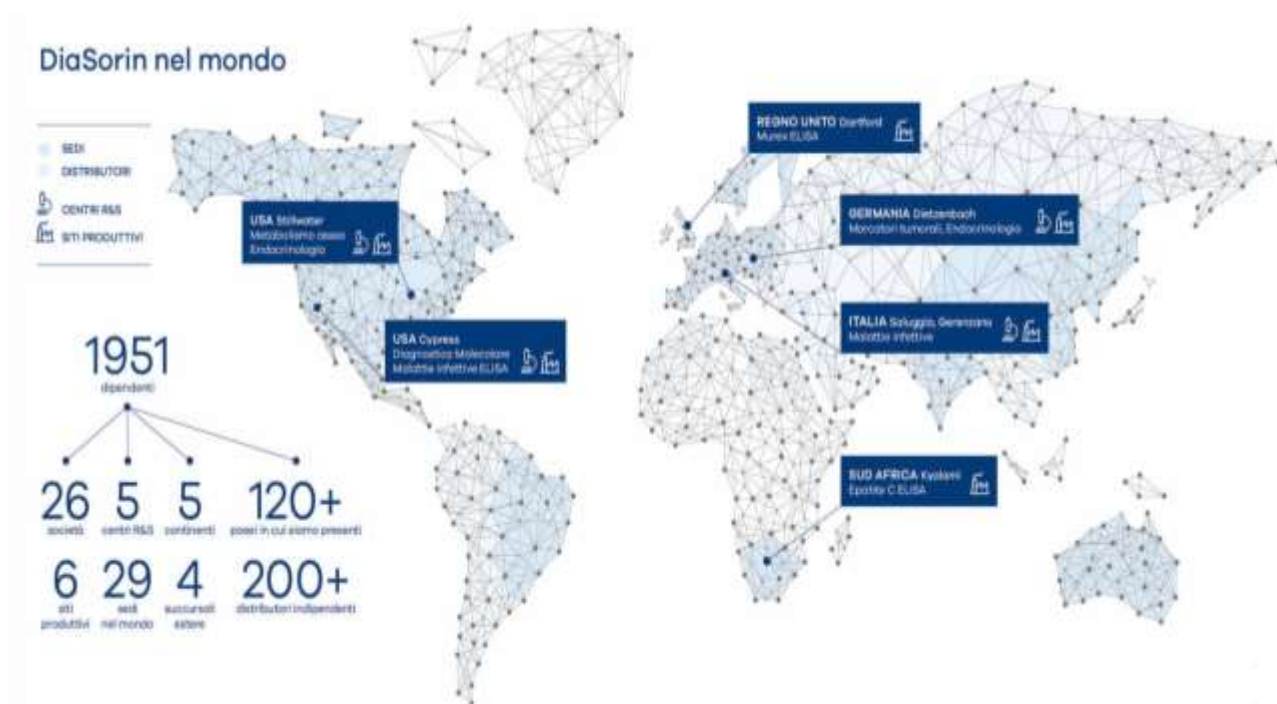 DiaSorin nel mondo
SEDI
DISTRIBUTORI
CENTRI R&S
SITI PRODUTTIVI
1951
dipendenti
26
società
5
centri R&S
5
continenti
120+
paesi in cui siamo presenti
6
siti
produttivi
29
sedi
nel mondo
4
succursali
estere
200+
distributori indipendenti
USA Stillwater
Metabolismo osseo
Endocrinologia
USA Cypress
Diagnostica Molecolare
Malattie infettive ELISA
REGNO UNITO Dartford
Murex ELISA
GERMANIA Dietzenbach
Marcatori tumorali, Endocrinologia
ITALIA Saluggia, Gerenzano
Malattie infettive
SUD AFRICA Kyalami
Epatite C ELISA